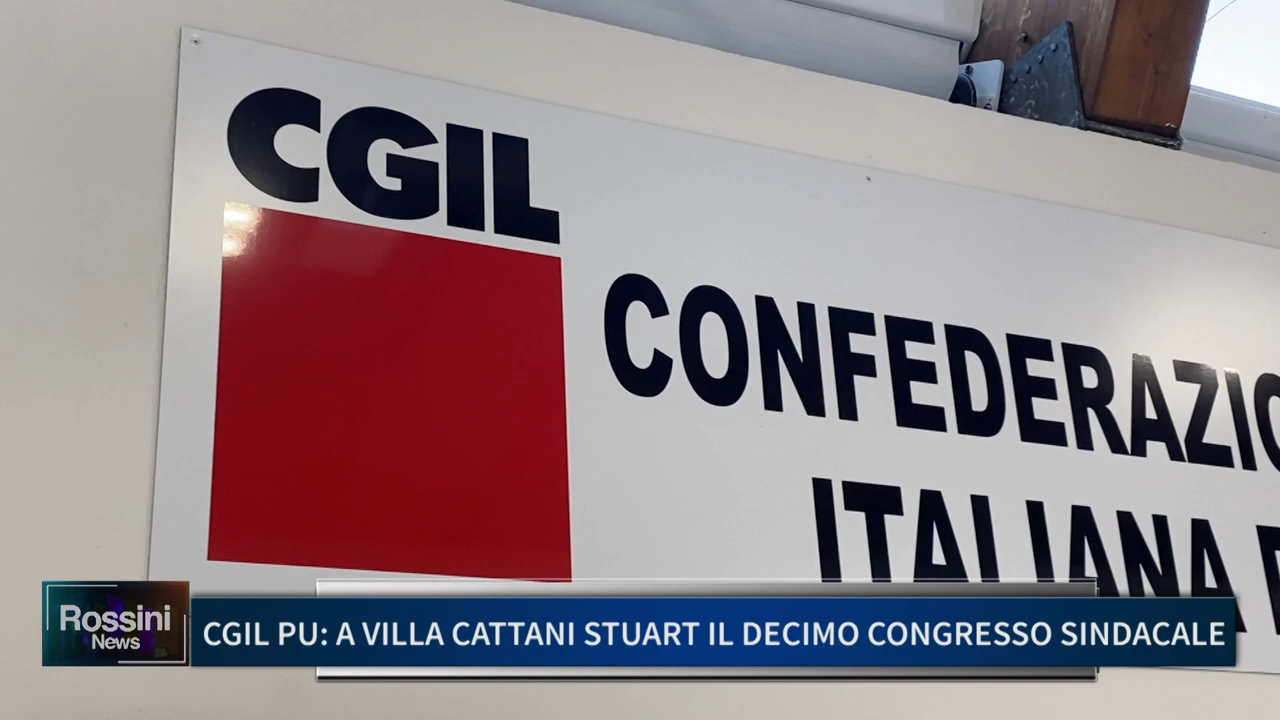 CGIL
CONFEDERAZIO
ITALIANA
Rossini
News
CGIL PU: A VILLA CATTANI STUART IL DECIMO CONGRESSO SINDACALE